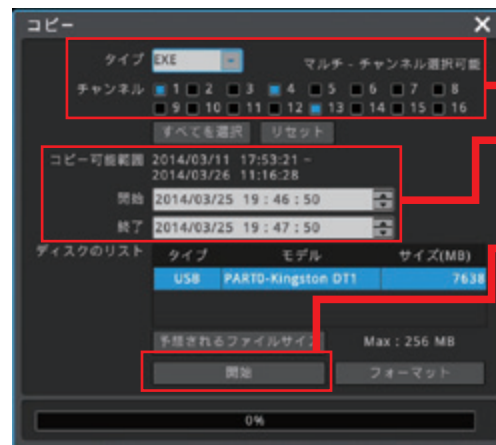 コピー ×
タイプ EXE マルチ - チャンネル選択可能
チャンネル 1 2 3 4 5 6 7 8
9 10 11 12 13 14 15 16
すべてを選択 リセット
コピー可能範囲 2014/03/11 17:53:21 ~
2014/03/26 11:16:28
開始 2014/03/25 19 : 46 : 50
終了 2014/03/25 19 : 47 : 50
ディスクのリスト タイプ モデル サイズ(MB)
USB PART0-Kingston DT1 7638
予想されるファイルサイズ Max : 256 MB
開始 フォーマット
0%